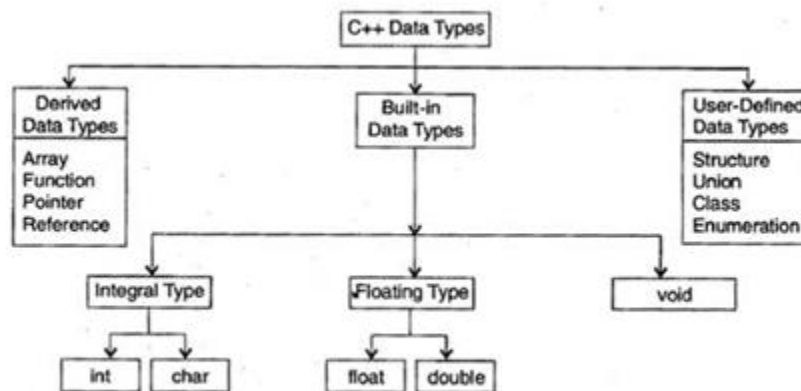 C++ Data Types
Derived
Data Types
Array
Function
Pointer
Reference
Built-in
Data Types
User-Defined
Data Types
Structure
Union
Class
Enumeration
Integral Type
Floating Type
void
int
char
float
double